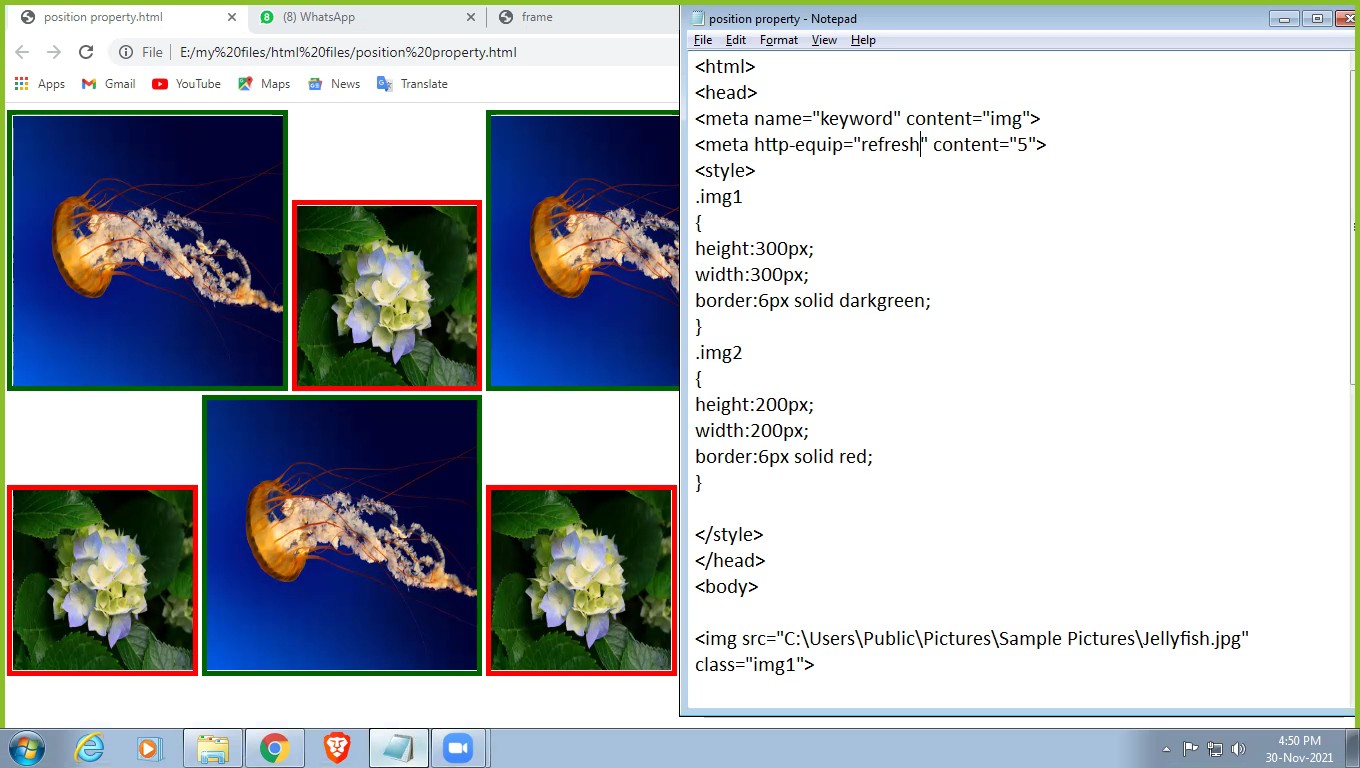 position property.html
(8) WhatsApp
frame
File
E:/my%20files/html%20files/position%20property.html
Apps
Gmail
YouTube
Maps
News
Translate
position property - Notepad
File Edit Format View Help
<html>
<head>
<meta name="keyword" content="img">
<meta http-equip="refresh" content="5">
<style>
.img1
{
height:300px;
width:300px;
border:6px solid darkgreen;
}
.img2
{
height:200px;
width:200px;
border:6px solid red;
}
</style>
</head>
<body>
<img src="C:\Users\Public\Pictures\Sample Pictures\Jellyfish.jpg"
class="img1">
4:50 PM
30-Nov-2021